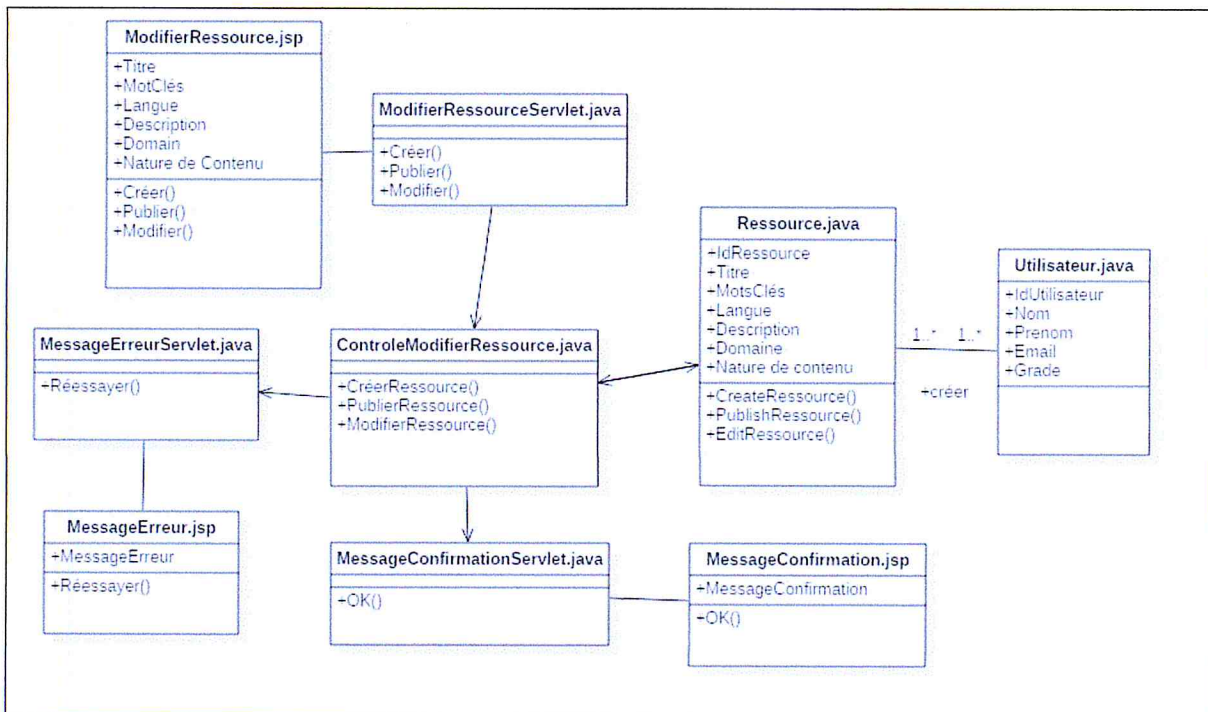 ModifierRessource.jsp
+Titre
+MotClés
+Langue
+Description
+Domain
+Nature de Contenu
+Créer()
+Publier()
+Modifier()
ModifierRessourceServlet.java
+Créer()
+Publier()
+Modifier()
Ressource.java
+IdRessource
+Titre
+MotsClés
+Langue
+Description
+Domaine
+Nature de contenu
+CreateRessource()
+PublishRessource()
+EditRessource()
1..* 1..*
+créer
Utilisateur.java
+IdUtilisateur
+Nom
+Prenom
+Email
+Grade
MessageErreurServlet.java
+Réessayer()
ControleModifierRessource.java
+CréerRessource()
+PublierRessource()
+ModifierRessource()
MessageErreur.jsp
+MessageErreur
+Réessayer()
MessageConfirmationServlet.java
+OK()
MessageConfirmation.jsp
+MessageConfirmation
+OK()